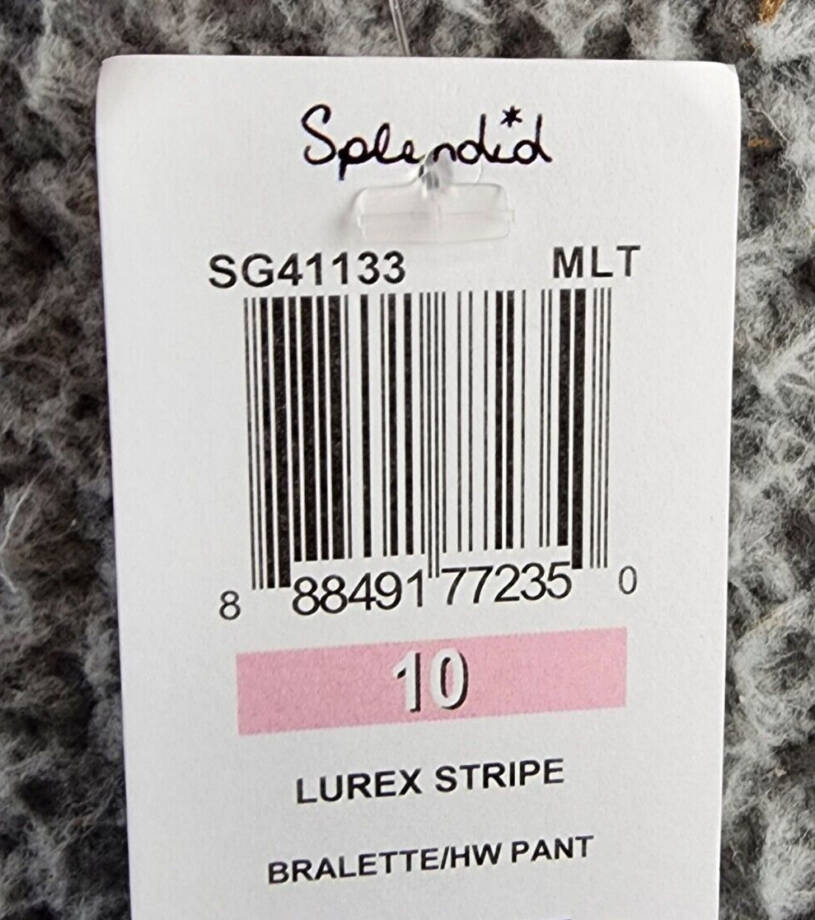 Splendid
SG41133 MLT
8 88491 77235 0
10
LUREX STRIPE
BRALETTE/HW PANT